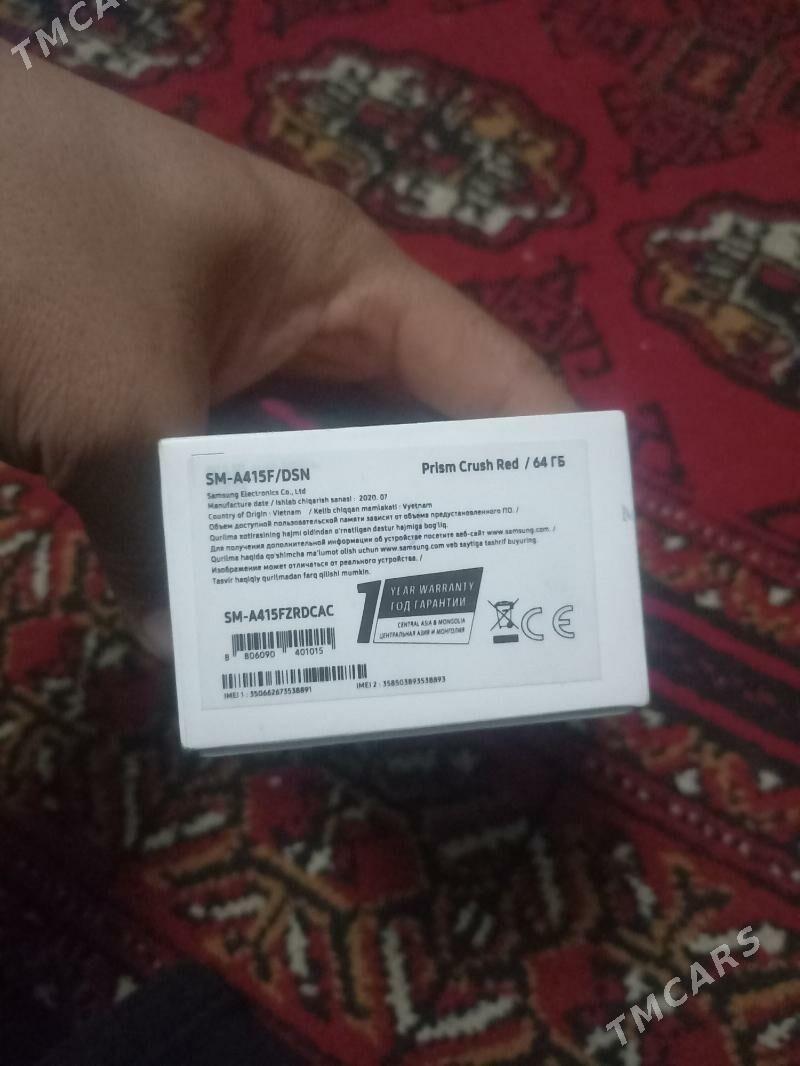 TMCARS
SM-A415F/DSN
Prism Crush Red / 64 ГБ
Samsung Electronics Co., Ltd
Manufacture date / Ishlab chiqarish sanasi : 2020. 07
Country of Origin : Vietnam / Kelib chiqqan mamlakati : Vyetnam
Объем доступной пользовательской памяти зависит от объема предустановленного ПО. /
Qurilma xotirasining hajmi oldindan o'rnatilgan dastur hajmiga bog'liq.
Для получения дополнительной информации об устройстве посетите веб-сайт www.samsung.com. /
Qurilma haqida qo'shimcha ma'lumot olish uchun www.samsung.com veb saytiga tashrif buyuring.
Изображение может отличаться от реального устройства. /
Tasvir haqiqiy qurilmadan farq qilishi mumkin.
SM-A415FZRDCAC
1 YEAR WARRANTY
ГОД ГАРАНТИИ
CENTRAL ASIA & MONGOLIA
ЦЕНТРАЛЬНАЯ АЗИЯ И МОНГОЛИЯ
CE
8 806090 401015
IMEI 1 : 350662673538891
IMEI 2 : 358503893538893
TMCARS